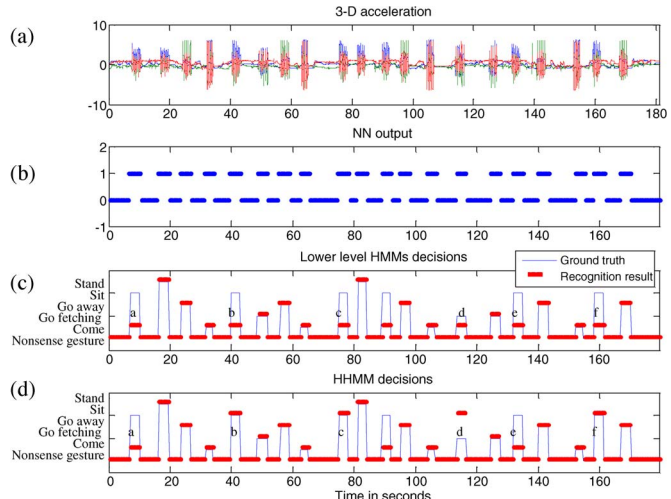 3-D acceleration
(a)
10
0
-10
0 20 40 60 80 100 120 140 160 180
NN output
(b)
2
1
0
-1
0 20 40 60 80 100 120 140 160
Lower level HMMs decisions
Ground truth
Recognition result
(c)
Stand
Sit
Go away
Go fetching
Come
Nonsense gesture
a b c d e f
0 20 40 60 80 100 120 140 160
HHMM decisions
(d)
Stand
Sit
Go away
Go fetching
Come
Nonsense gesture
a b c d e f
0 20 40 60 80 100 120 140 160
Time in seconds